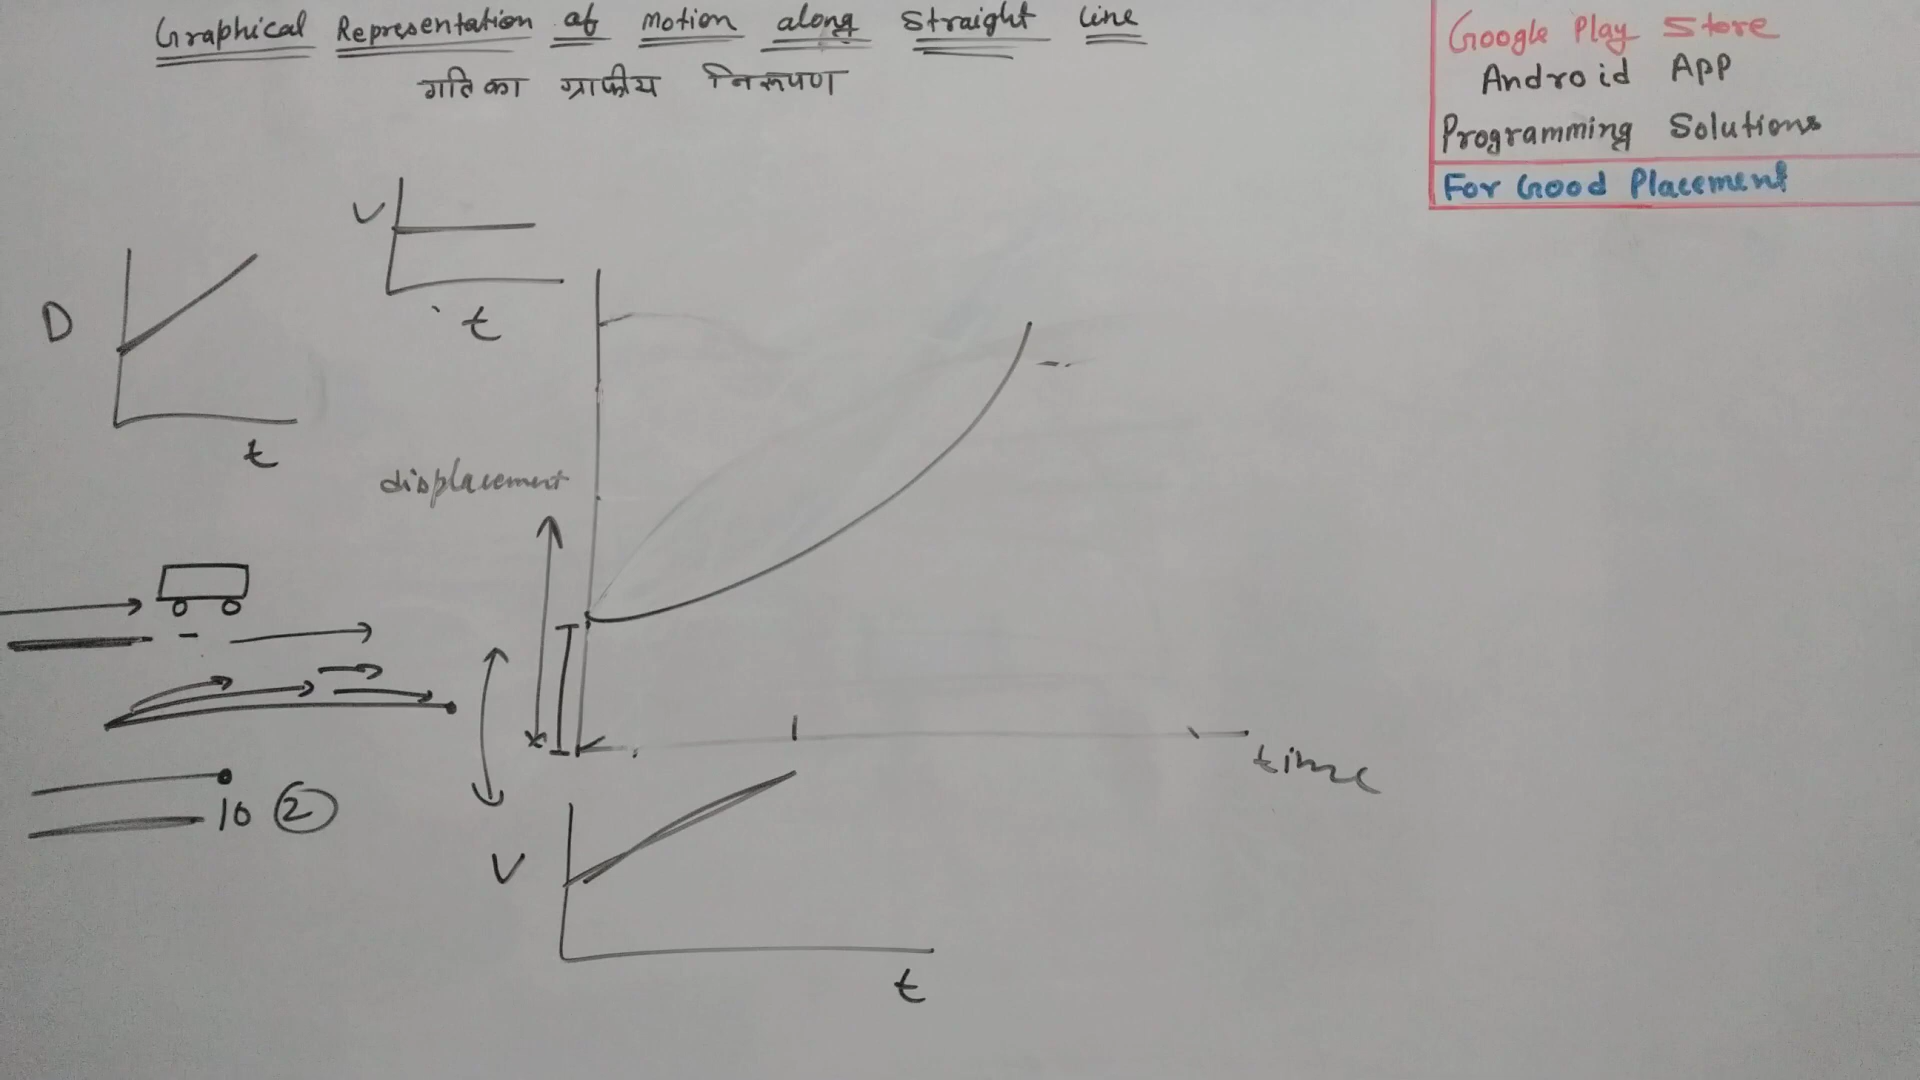 Graphical Representation of motion along Straight line
गति का ग्राफीय निरूपण
Google Play Store
Android APP
Programming Solutions
For Good Placement
V
t
D
t
displacement
time
10 2
V
t